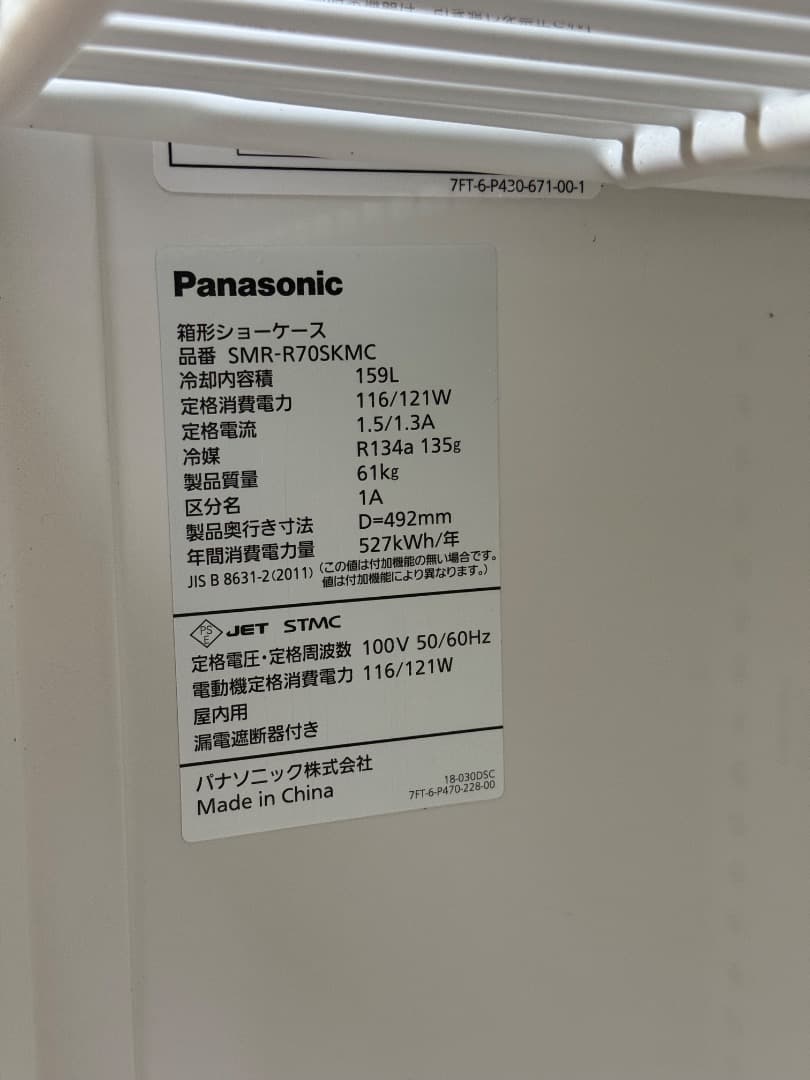 7FT-6-P430-671-00-1
Panasonic
箱形ショーケース
品番 SMR-R70SKMC
冷却内容積 159L
定格消費電力 116/121W
定格電流 1.5/1.3A
冷媒 R134a 135g
製品質量 61kg
区分名 1A
製品奥行き寸法 D=492mm
年間消費電力量 527kWh/年
JIS B 8631-2(2011) (この値は付加機能の無い場合です。
値は付加機能により異なります。)
PS E JET STMC
定格電圧・定格周波数 100V 50/60Hz
電動機定格消費電力 116/121W
屋内用
漏電遮断器付き
パナソニック株式会社
Made in China
18-030DSC
7FT-6-P470-228-00